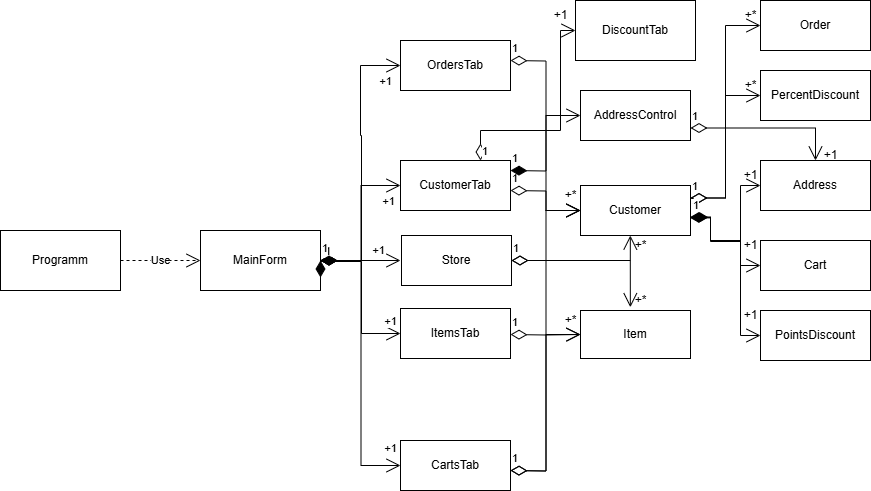 +1
DiscountTab
+*
Order
1
OrdersTab
+1
+*
PercentDiscount
AddressControl
1
1
1
+1
CustomerTab
1
+1
+*
Customer
1
1
+1
Address
Programm
Use
MainForm
1
1
+1
Store
1
+*
+1
Cart
+1
ItemsTab
1
+*
+*
Item
+1
PointsDiscount
+1
CartsTab
1